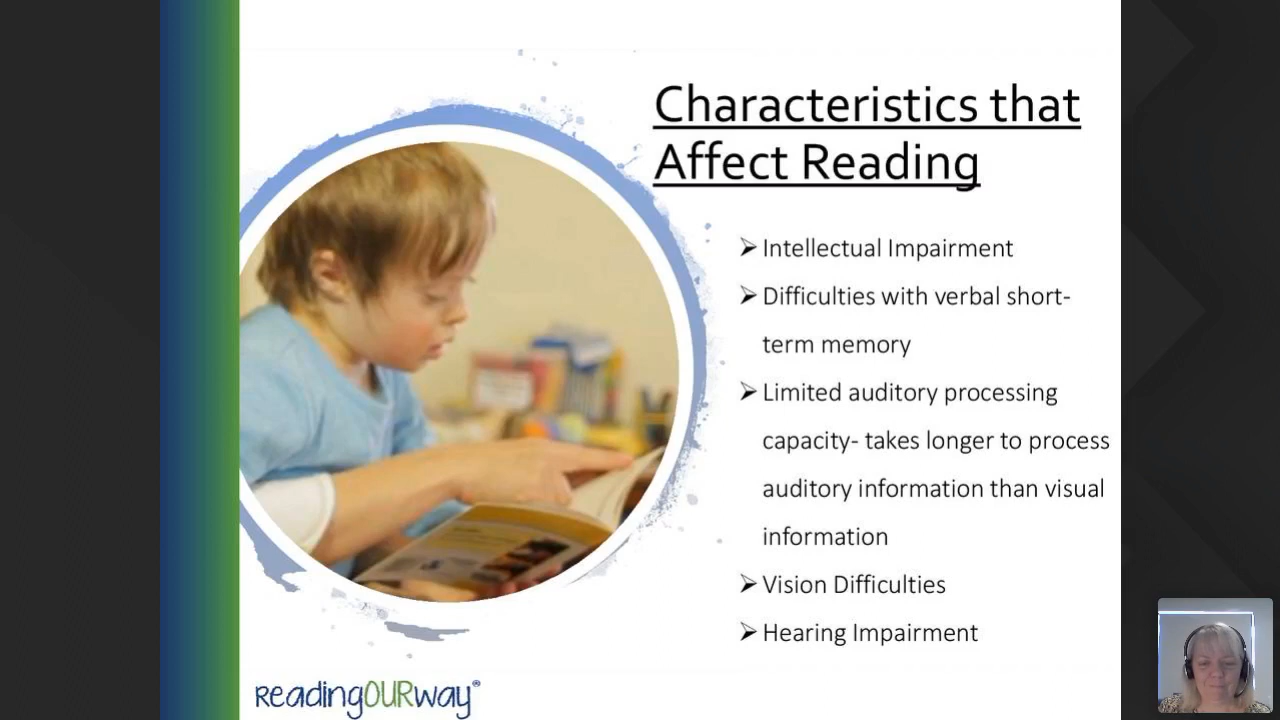 Characteristics that
Affect Reading
➢ Intellectual Impairment
➢ Difficulties with verbal short-
term memory
➢ Limited auditory processing
capacity- takes longer to process
auditory information than visual
information
➢ Vision Difficulties
➢ Hearing Impairment
readingOURway®